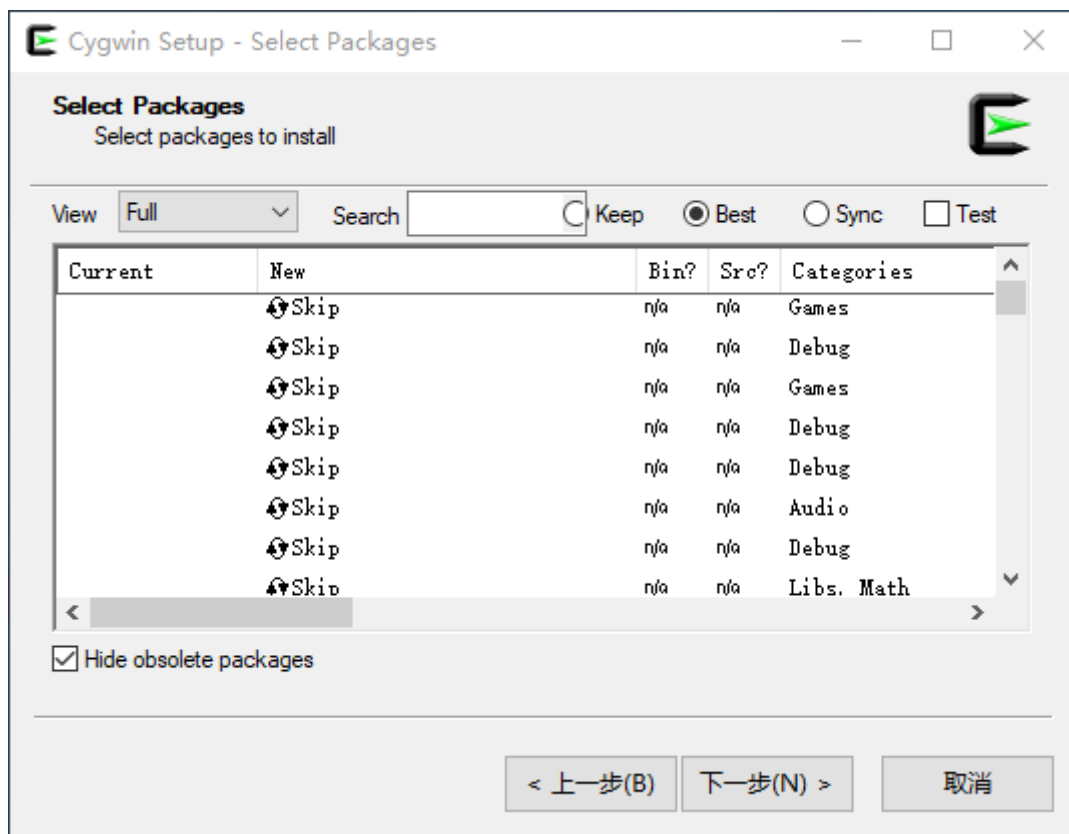 Cygwin Setup - Select Packages
Select Packages
Select packages to install
View Full Search Keep Best Sync Test
Current New Bin? Src? Categories
Skip n/a n/a Games
Skip n/a n/a Debug
Skip n/a n/a Games
Skip n/a n/a Debug
Skip n/a n/a Debug
Skip n/a n/a Audio
Skip n/a n/a Debug
Skip n/a n/a Libs, Math
Hide obsolete packages
< 上一步(B) 下一步(N) > 取消